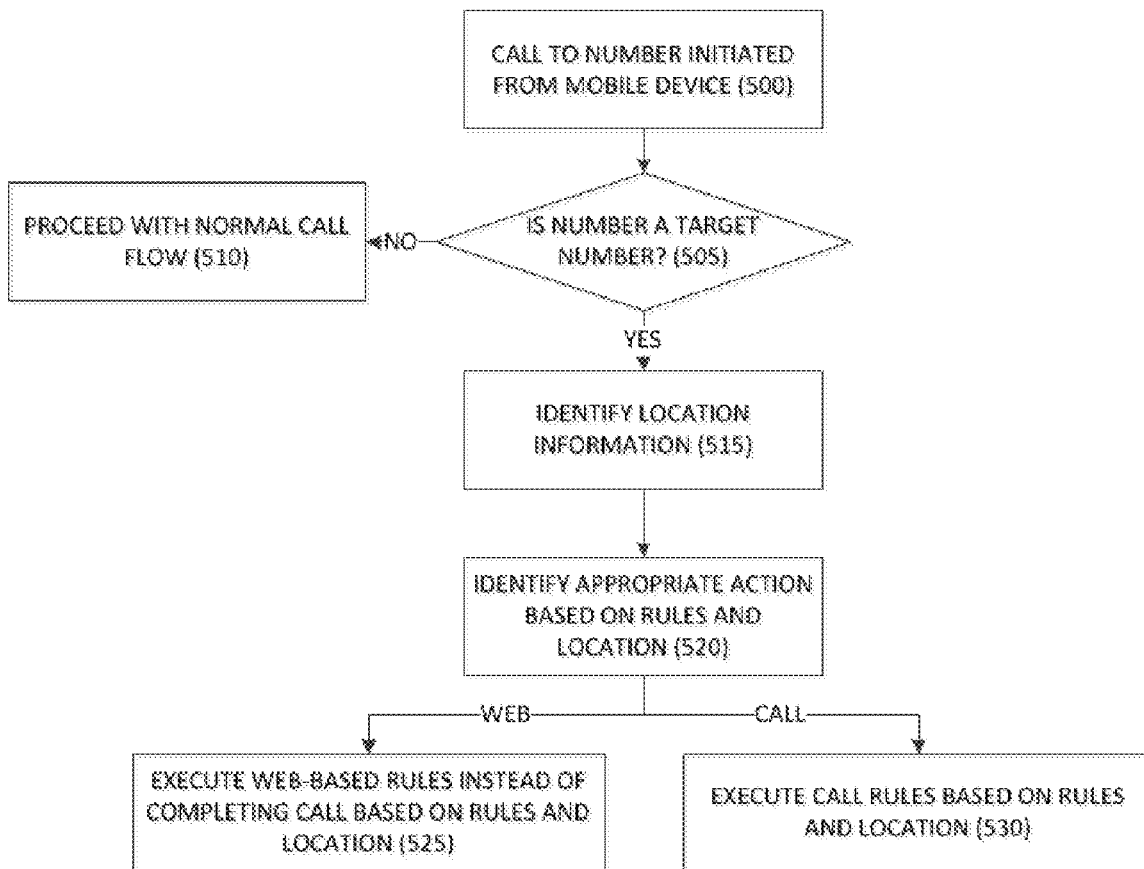 CALL TO NUMBER INITIATED
FROM MOBILE DEVICE (500)
IS NUMBER A TARGET
NUMBER? (505)
NO
PROCEED WITH NORMAL CALL
FLOW (510)
YES
IDENTIFY LOCATION
INFORMATION (515)
IDENTIFY APPROPRIATE ACTION
BASED ON RULES AND
LOCATION (520)
WEB
CALL
EXECUTE WEB-BASED RULES INSTEAD OF
COMPLETING CALL BASED ON RULES AND
LOCATION (525)
EXECUTE CALL RULES BASED ON RULES
AND LOCATION (530)